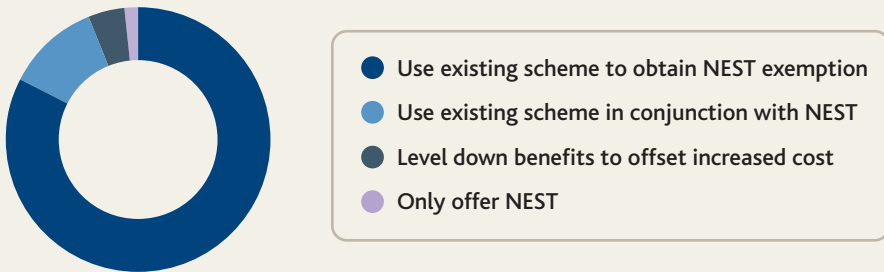 Use existing scheme to obtain NEST exemption
Use existing scheme in conjunction with NEST
Level down benefits to offset increased cost
Only offer NEST